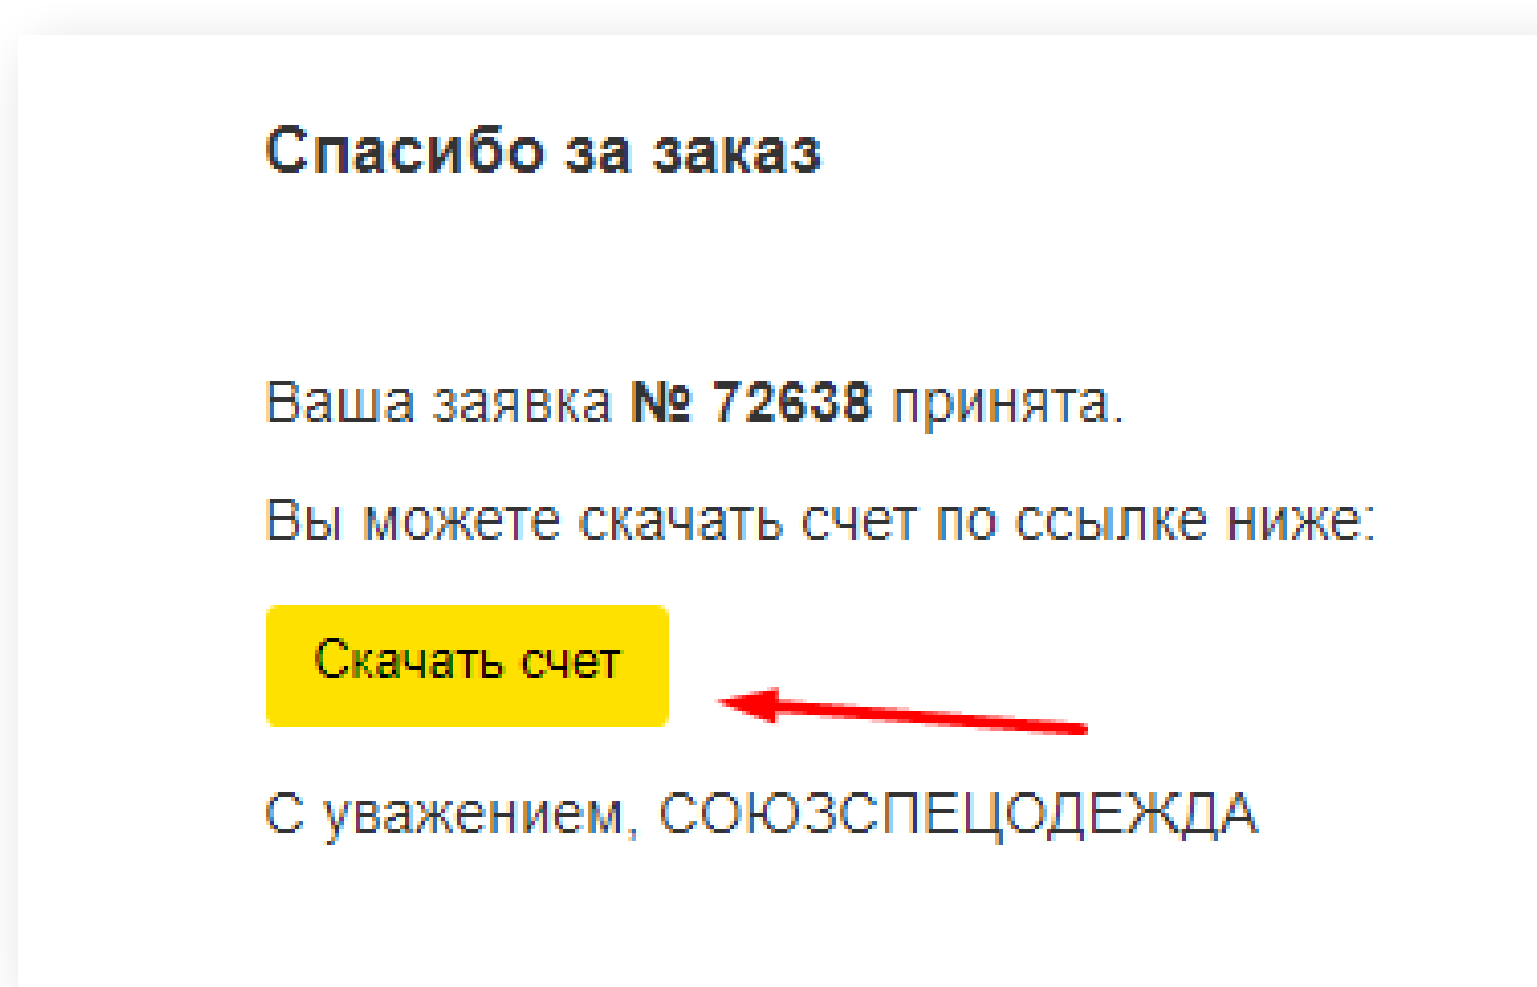 Спасибо за заказ
Ваша заявка № 72638 принята.
Вы можете скачать счет по ссылке ниже:
Скачать счет
С уважением, СОЮЗСПЕЦОДЕЖДА